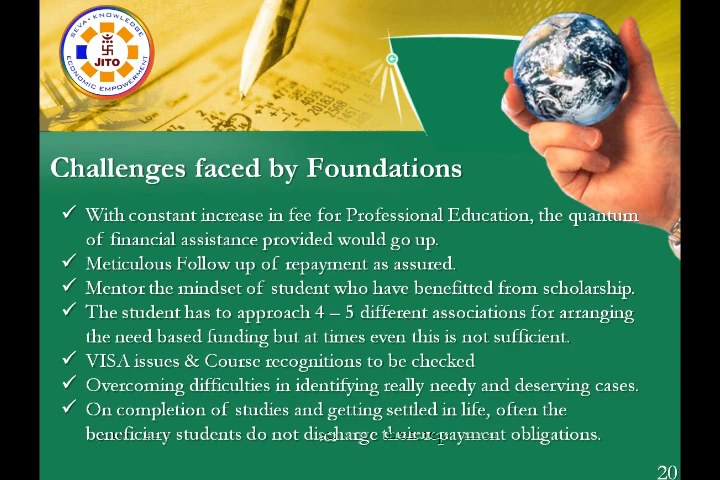 SEVA • KNOWLEDGE
JITO
ECONOMIC EMPOWERMENT
Challenges faced by Foundations
With constant increase in fee for Professional Education, the quantum
of financial assistance provided would go up.
Meticulous Follow up of repayment as assured.
Mentor the mindset of student who have benefitted from scholarship.
The student has to approach 4 – 5 different associations for arranging
the need based funding but at times even this is not sufficient.
VISA issues & Course recognitions to be checked
Overcoming difficulties in identifying really needy and deserving cases.
On completion of studies and getting settled in life, often the
beneficiary students do not discharge payment obligations.
20